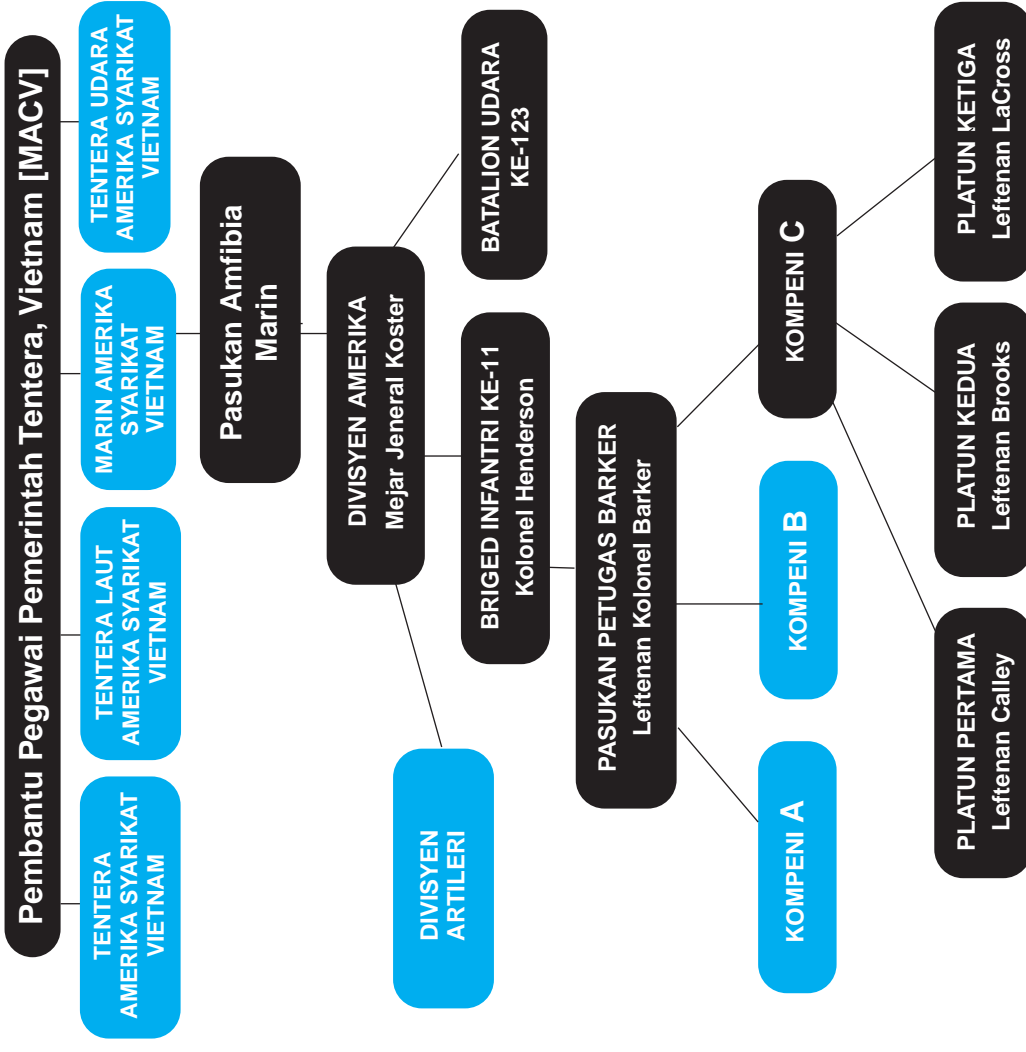 Pembantu Pegawai Pemerintah Tentera, Vietnam [MACV]
TENTERA
AMERIKA SYARIKAT
VIETNAM
TENTERA LAUT
AMERIKA SYARIKAT
VIETNAM
MARIN AMERIKA
SYARIKAT
VIETNAM
TENTERA UDARA
AMERIKA SYARIKAT
VIETNAM
Pasukan Amfibia
Marin
DIVISYEN AMERIKA
Mejar Jeneral Koster
DIVISYEN
ARTILERI
BRIGED INFANTRI KE-11
Kolonel Henderson
BATALION UDARA
KE-123
PASUKAN PETUGAS BARKER
Leftenan Kolonel Barker
KOMPENI A
KOMPENI B
KOMPENI C
PLATUN PERTAMA
Leftenan Calley
PLATUN KEDUA
Leftenan Brooks
PLATUN KETIGA
Leftenan LaCross